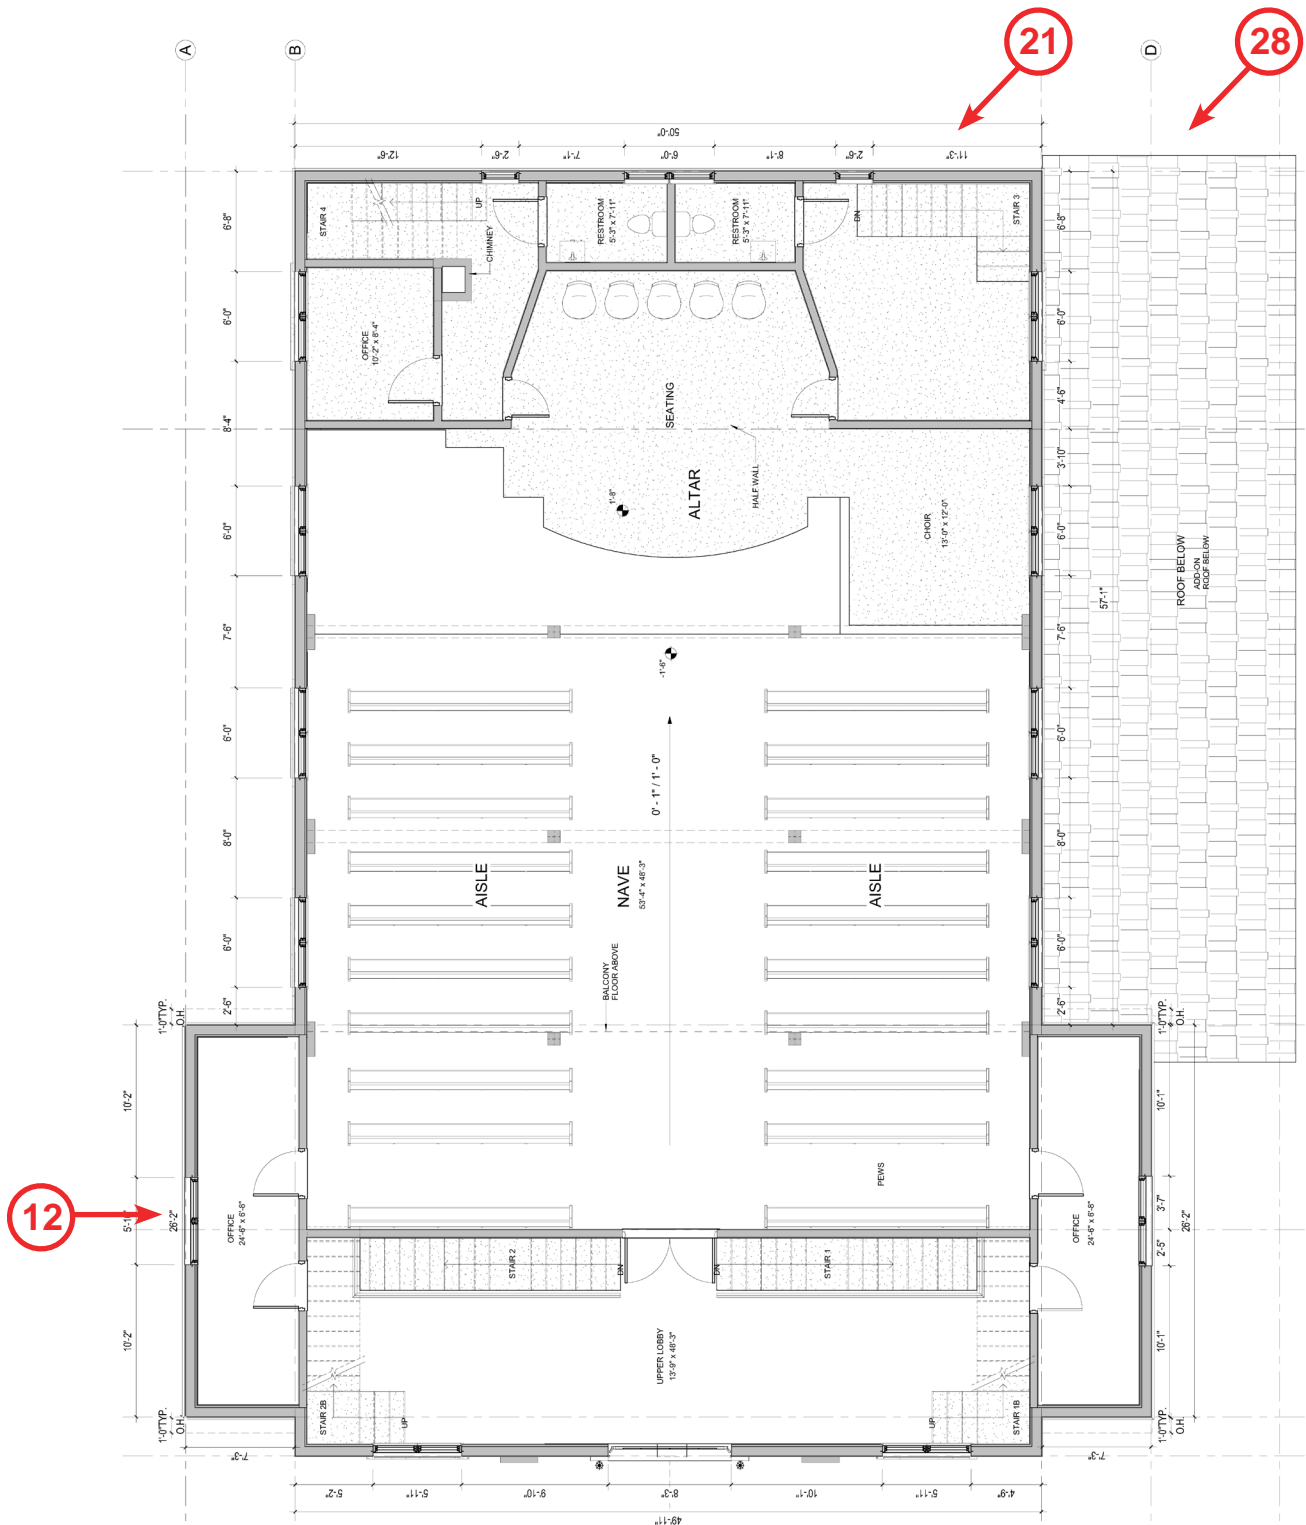 21
28
A
B
D
50'-0"
12'-6"
2'-6"
7'-1"
6'-0"
8'-1"
2'-6"
11'-3"
STAIR 4
UP
CHIMNEY
RESTROOM
5'-3" x 7'-11"
RESTROOM
5'-3" x 7'-11"
DN
STAIR 3
6'-8"
6'-8"
OFFICE
10'-2" x 8'-4"
6'-0"
6'-0"
SEATING
8'-4"
4'-6"
3'-10"
ALTAR
1'-8"
HALF WALL
CHOIR
13'-0" x 12'-0"
6'-0"
6'-0"
ROOF BELOW
ADD-ON
ROOF BELOW
57'-1"
7'-6"
7'-6"
-1'-6"
6'-0"
6'-0"
0' - 1" / 1' - 0"
8'-0"
8'-0"
AISLE
NAVE
53'-4" x 48'-3"
AISLE
6'-0"
6'-0"
BALCONY
FLOOR ABOVE
2'-6"
2'-6"
1'-0"TYP.
O.H.
1'-0"TYP.
O.H.
10'-2"
10'-1"
PEWS
12
5'-10"
26'-2"
OFFICE
24'-6" x 6'-8"
OFFICE
24'-6" x 6'-8"
3'-7"
2'-5"
26'-2"
STAIR 2
DN
DN
STAIR 1
10'-2"
10'-1"
UPPER LOBBY
13'-9" x 48'-3"
STAIR 2B
UP
UP
STAIR 1B
1'-0"TYP.
O.H.
1'-0"TYP.
O.H.
7'-3"
7'-3"
5'-2"
5'-11"
9'-10"
8'-3"
10'-1"
5'-11"
4'-9"
49'-11"